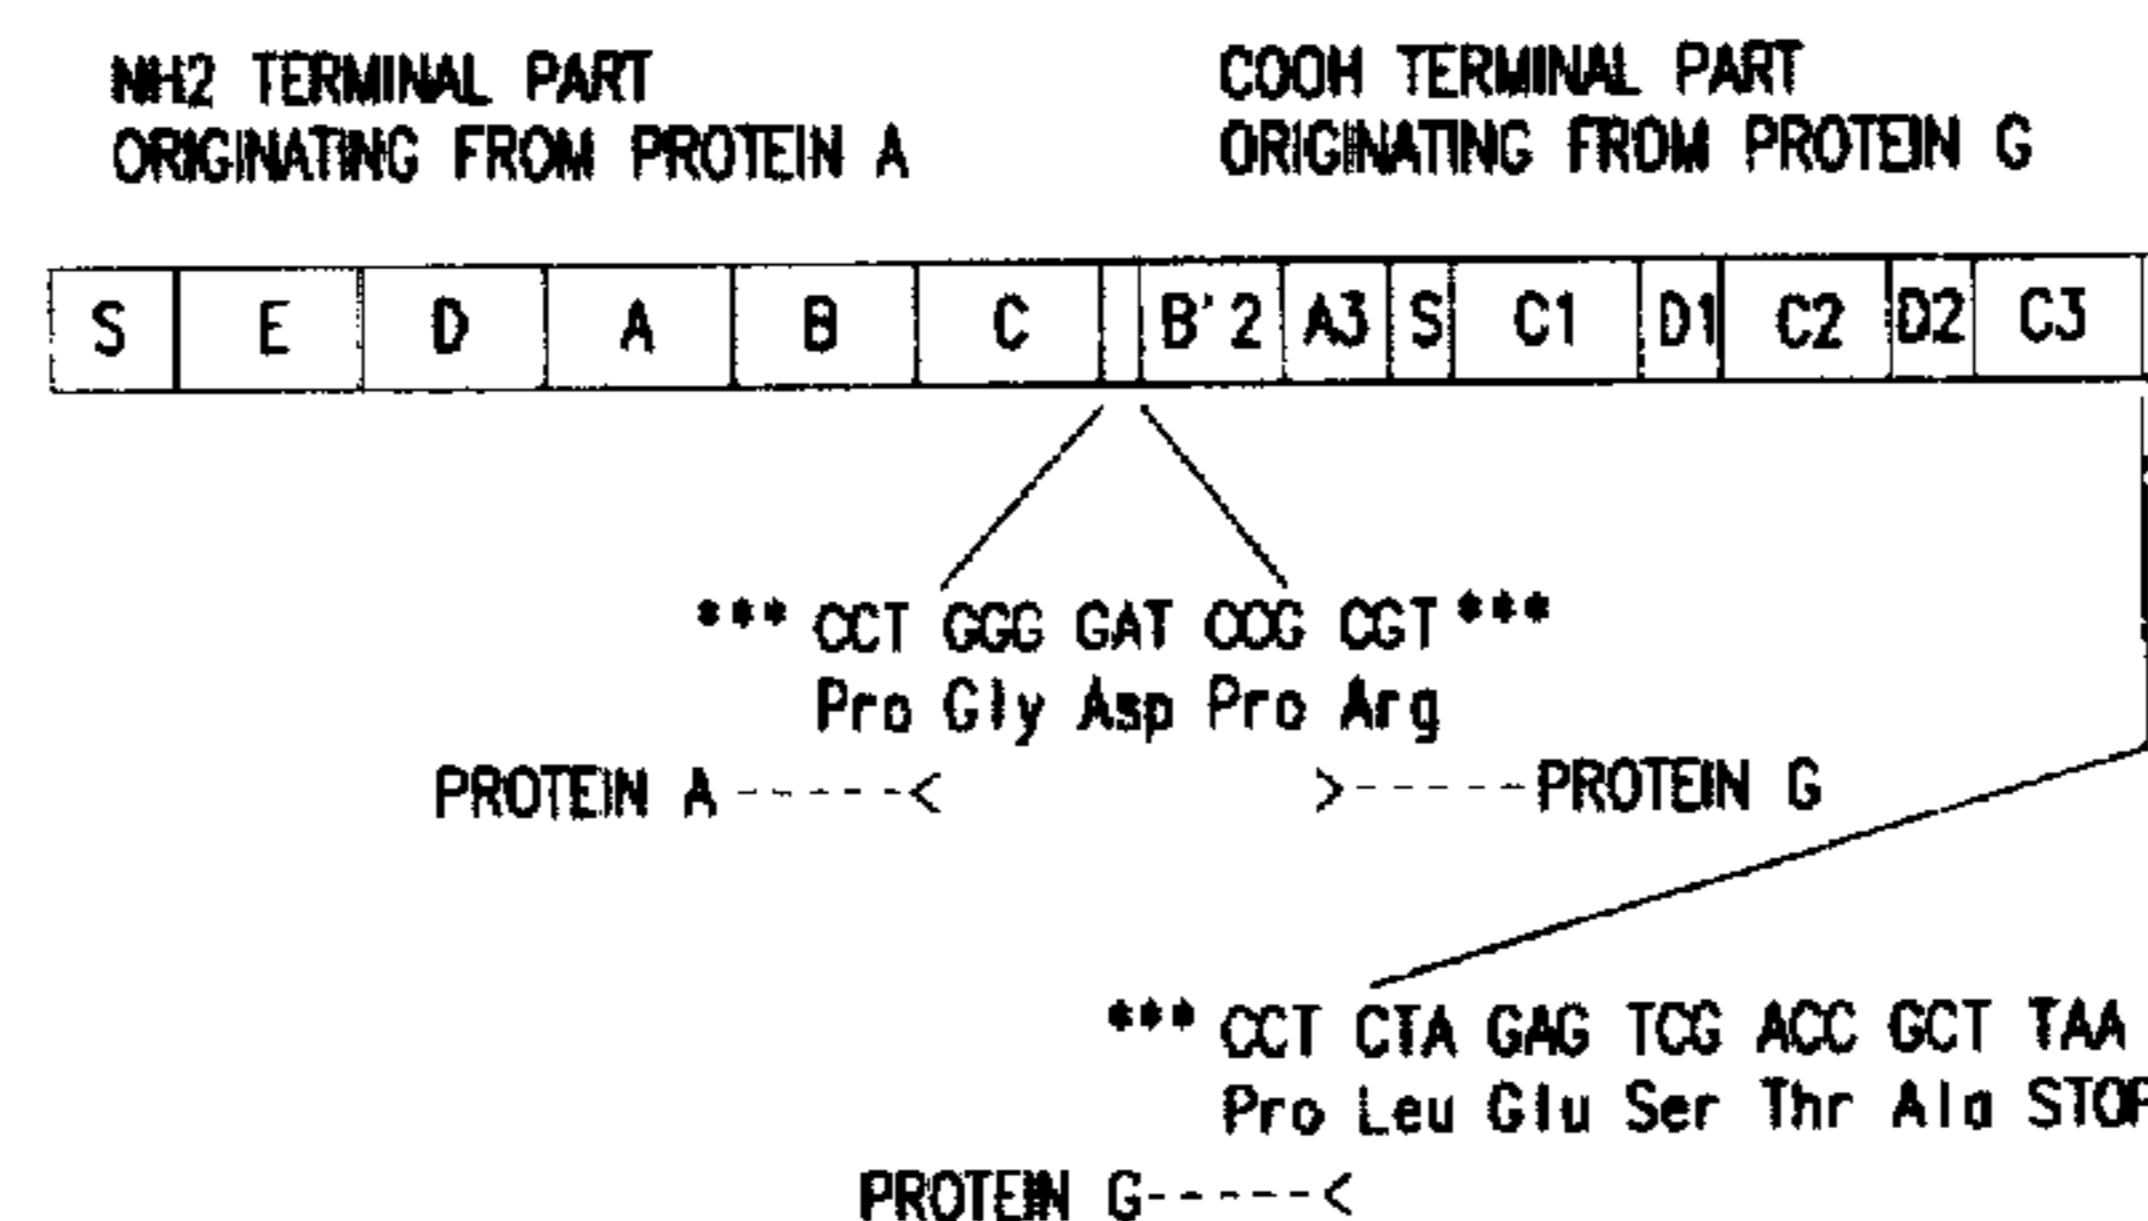 NH2 TERMINAL PART
ORIGINATING FROM PROTEIN A
COOH TERMINAL PART
ORIGINATING FROM PROTEIN G
S E D A B C B'2 A3 S C1 D1 C2 D2 C3
*** CCT GGG GAT CCG CGT ***
Pro Gly Asp Pro Arg
PROTEIN A -----< >-----PROTEIN G
*** CCT CTA GAG TCG ACC GCT TAA
Pro Leu Glu Ser Thr Ala STOP
PROTEIN G-----<